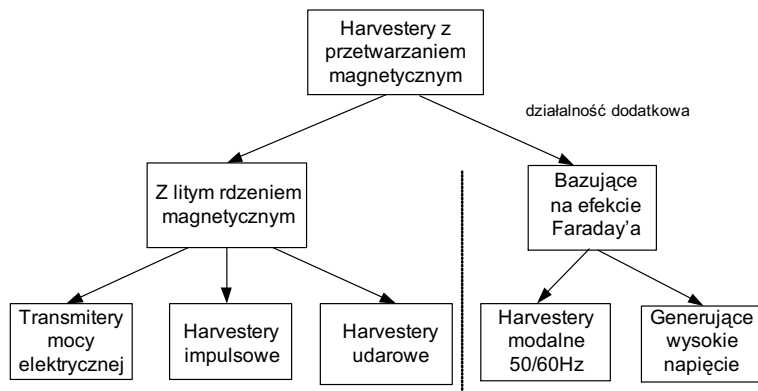 Harvestery z
przetwarzaniem
magnetycznym
działalność dodatkowa
Z litym rdzeniem
magnetycznym
Bazujące
na efekcie
Faraday'a
Transmitery
mocy
elektrycznej
Harvestery
impulsowe
Harvestery
udarowe
Harvestery
modalne
50/60Hz
Generujące
wysokie
napięcie